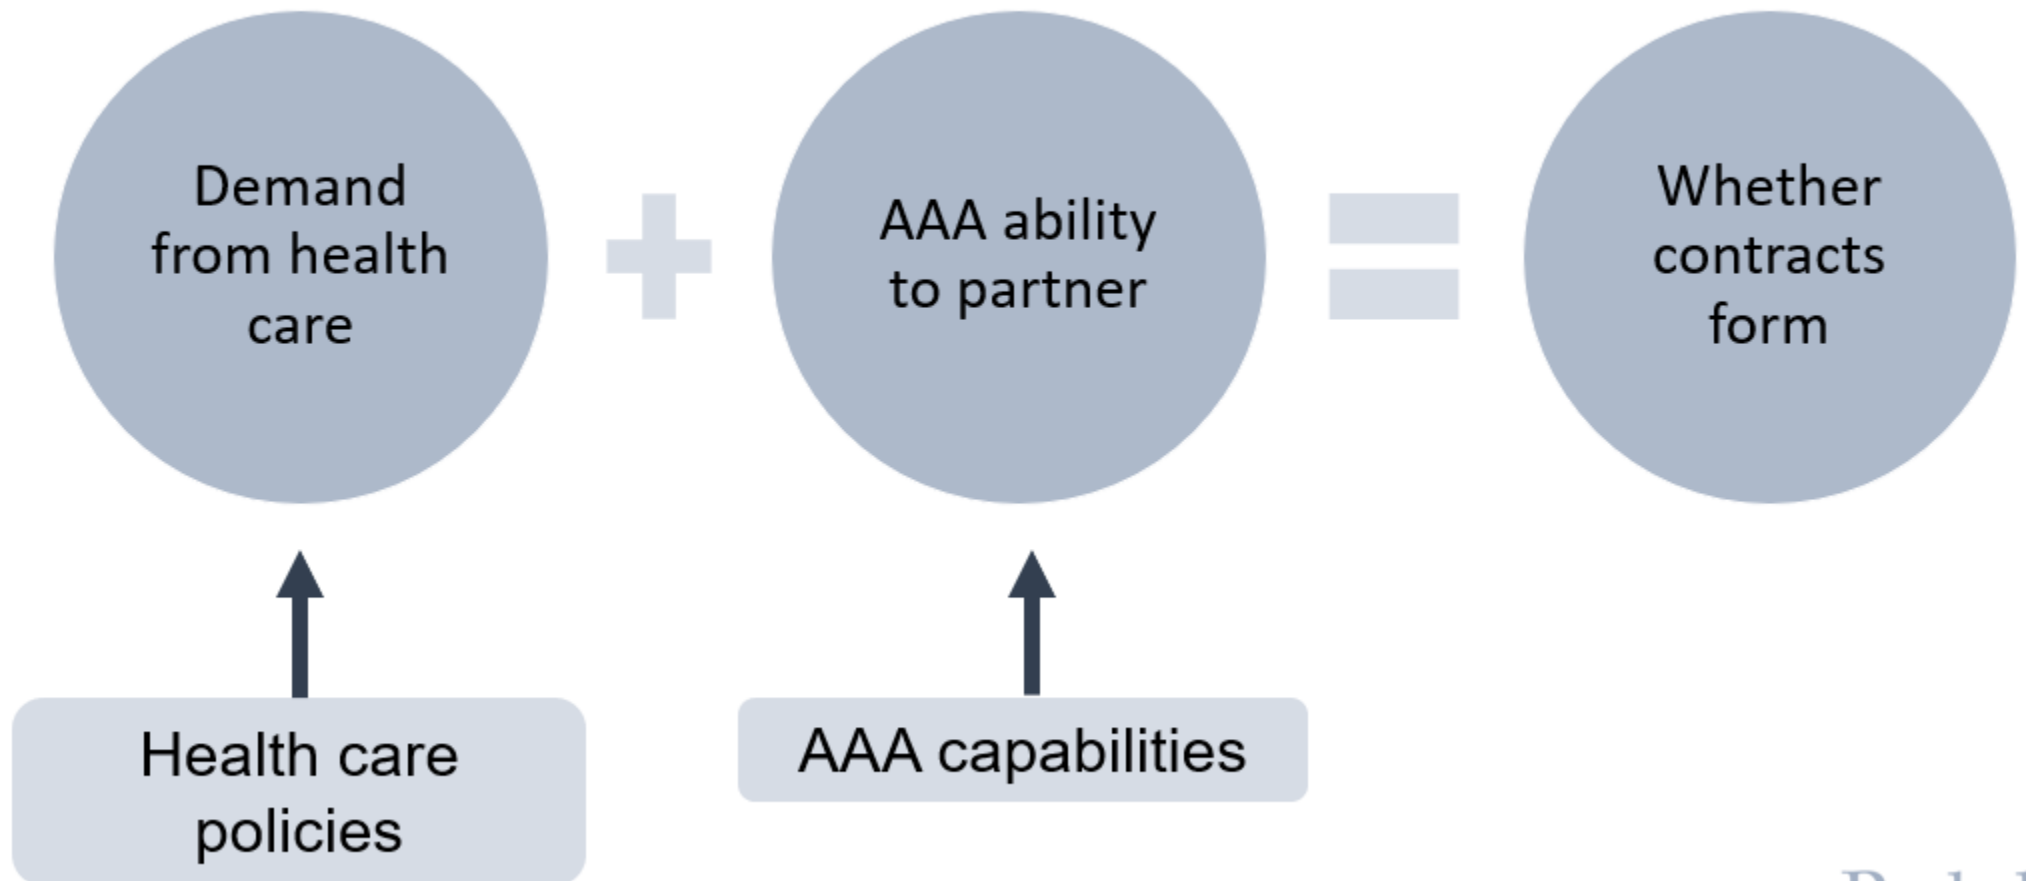 Demand
from health
care
AAA ability
to partner
Whether
contracts
form
Health care
policies
AAA capabilities